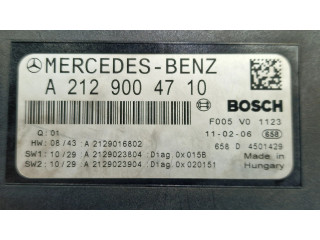 MERCEDES-BENZ
A 212 900 47 10
BOSCH
F005 V0 1123
Q: 01
11-02-06 658
HW: 08/43 : A 2129016802
658 D 4501429
SW1: 10/29 : A 2129023804 : Diag. 0x015B
Made in
SW2: 10/29 : A 2129023904 : Diag. 0x020151
Hungary